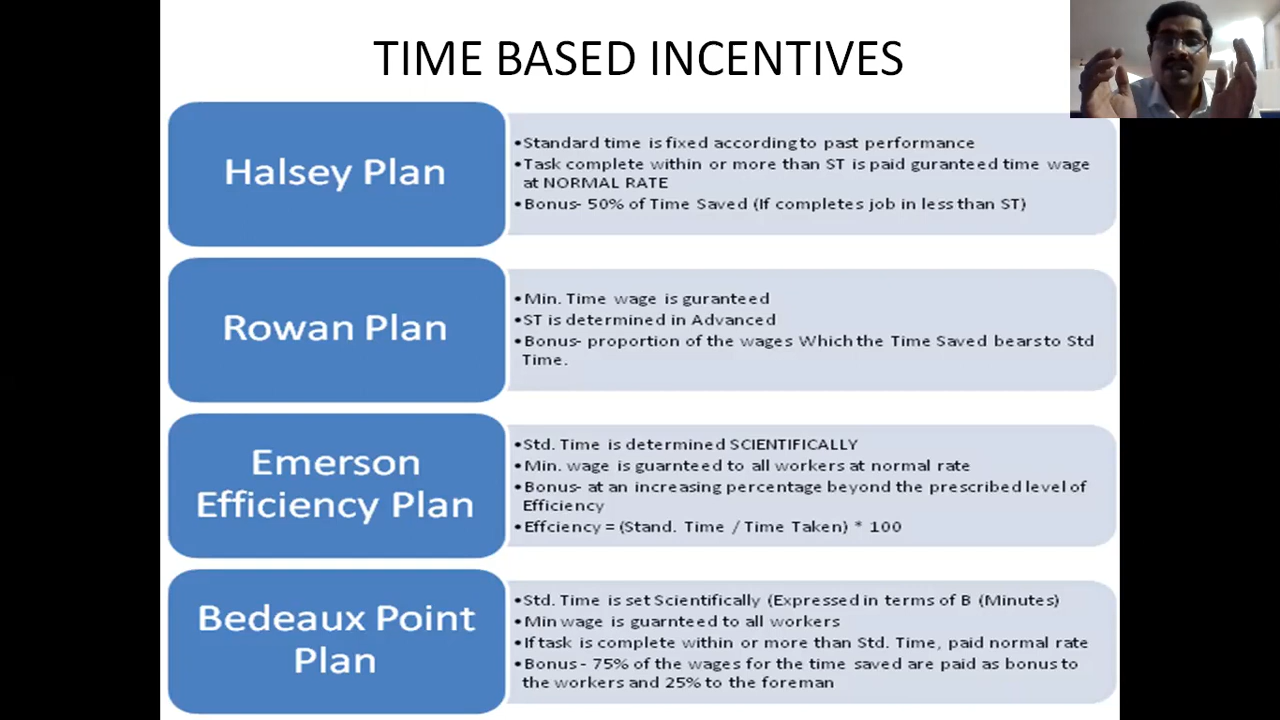 TIME BASED INCENTIVES
Halsey Plan
•Standard time is fixed according to past performance
•Task complete within or more than ST is paid guranteed time wage
at NORMAL RATE
•Bonus- 50% of Time Saved (If completes job in less than ST)
Rowan Plan
•Min. Time wage is guranteed
•ST is determined in Advanced
•Bonus- proportion of the wages Which the Time Saved bears to Std
Time.
Emerson
Efficiency Plan
•Std. Time is determined SCIENTIFICALLY
•Min. wage is guarnteed to all workers at normal rate
•Bonus- at an increasing percentage beyond the prescribed level of
Efficiency
•Effciency = (Stand. Time / Time Taken) * 100
Bedeaux Point
Plan
•Std. Time is set Scientifically (Expressed in terms of B (Minutes)
•Min wage is guarnteed to all workers
•If task is complete within or more than Std. Time, paid normal rate
•Bonus - 75% of the wages for the time saved are paid as bonus to
the workers and 25% to the foreman